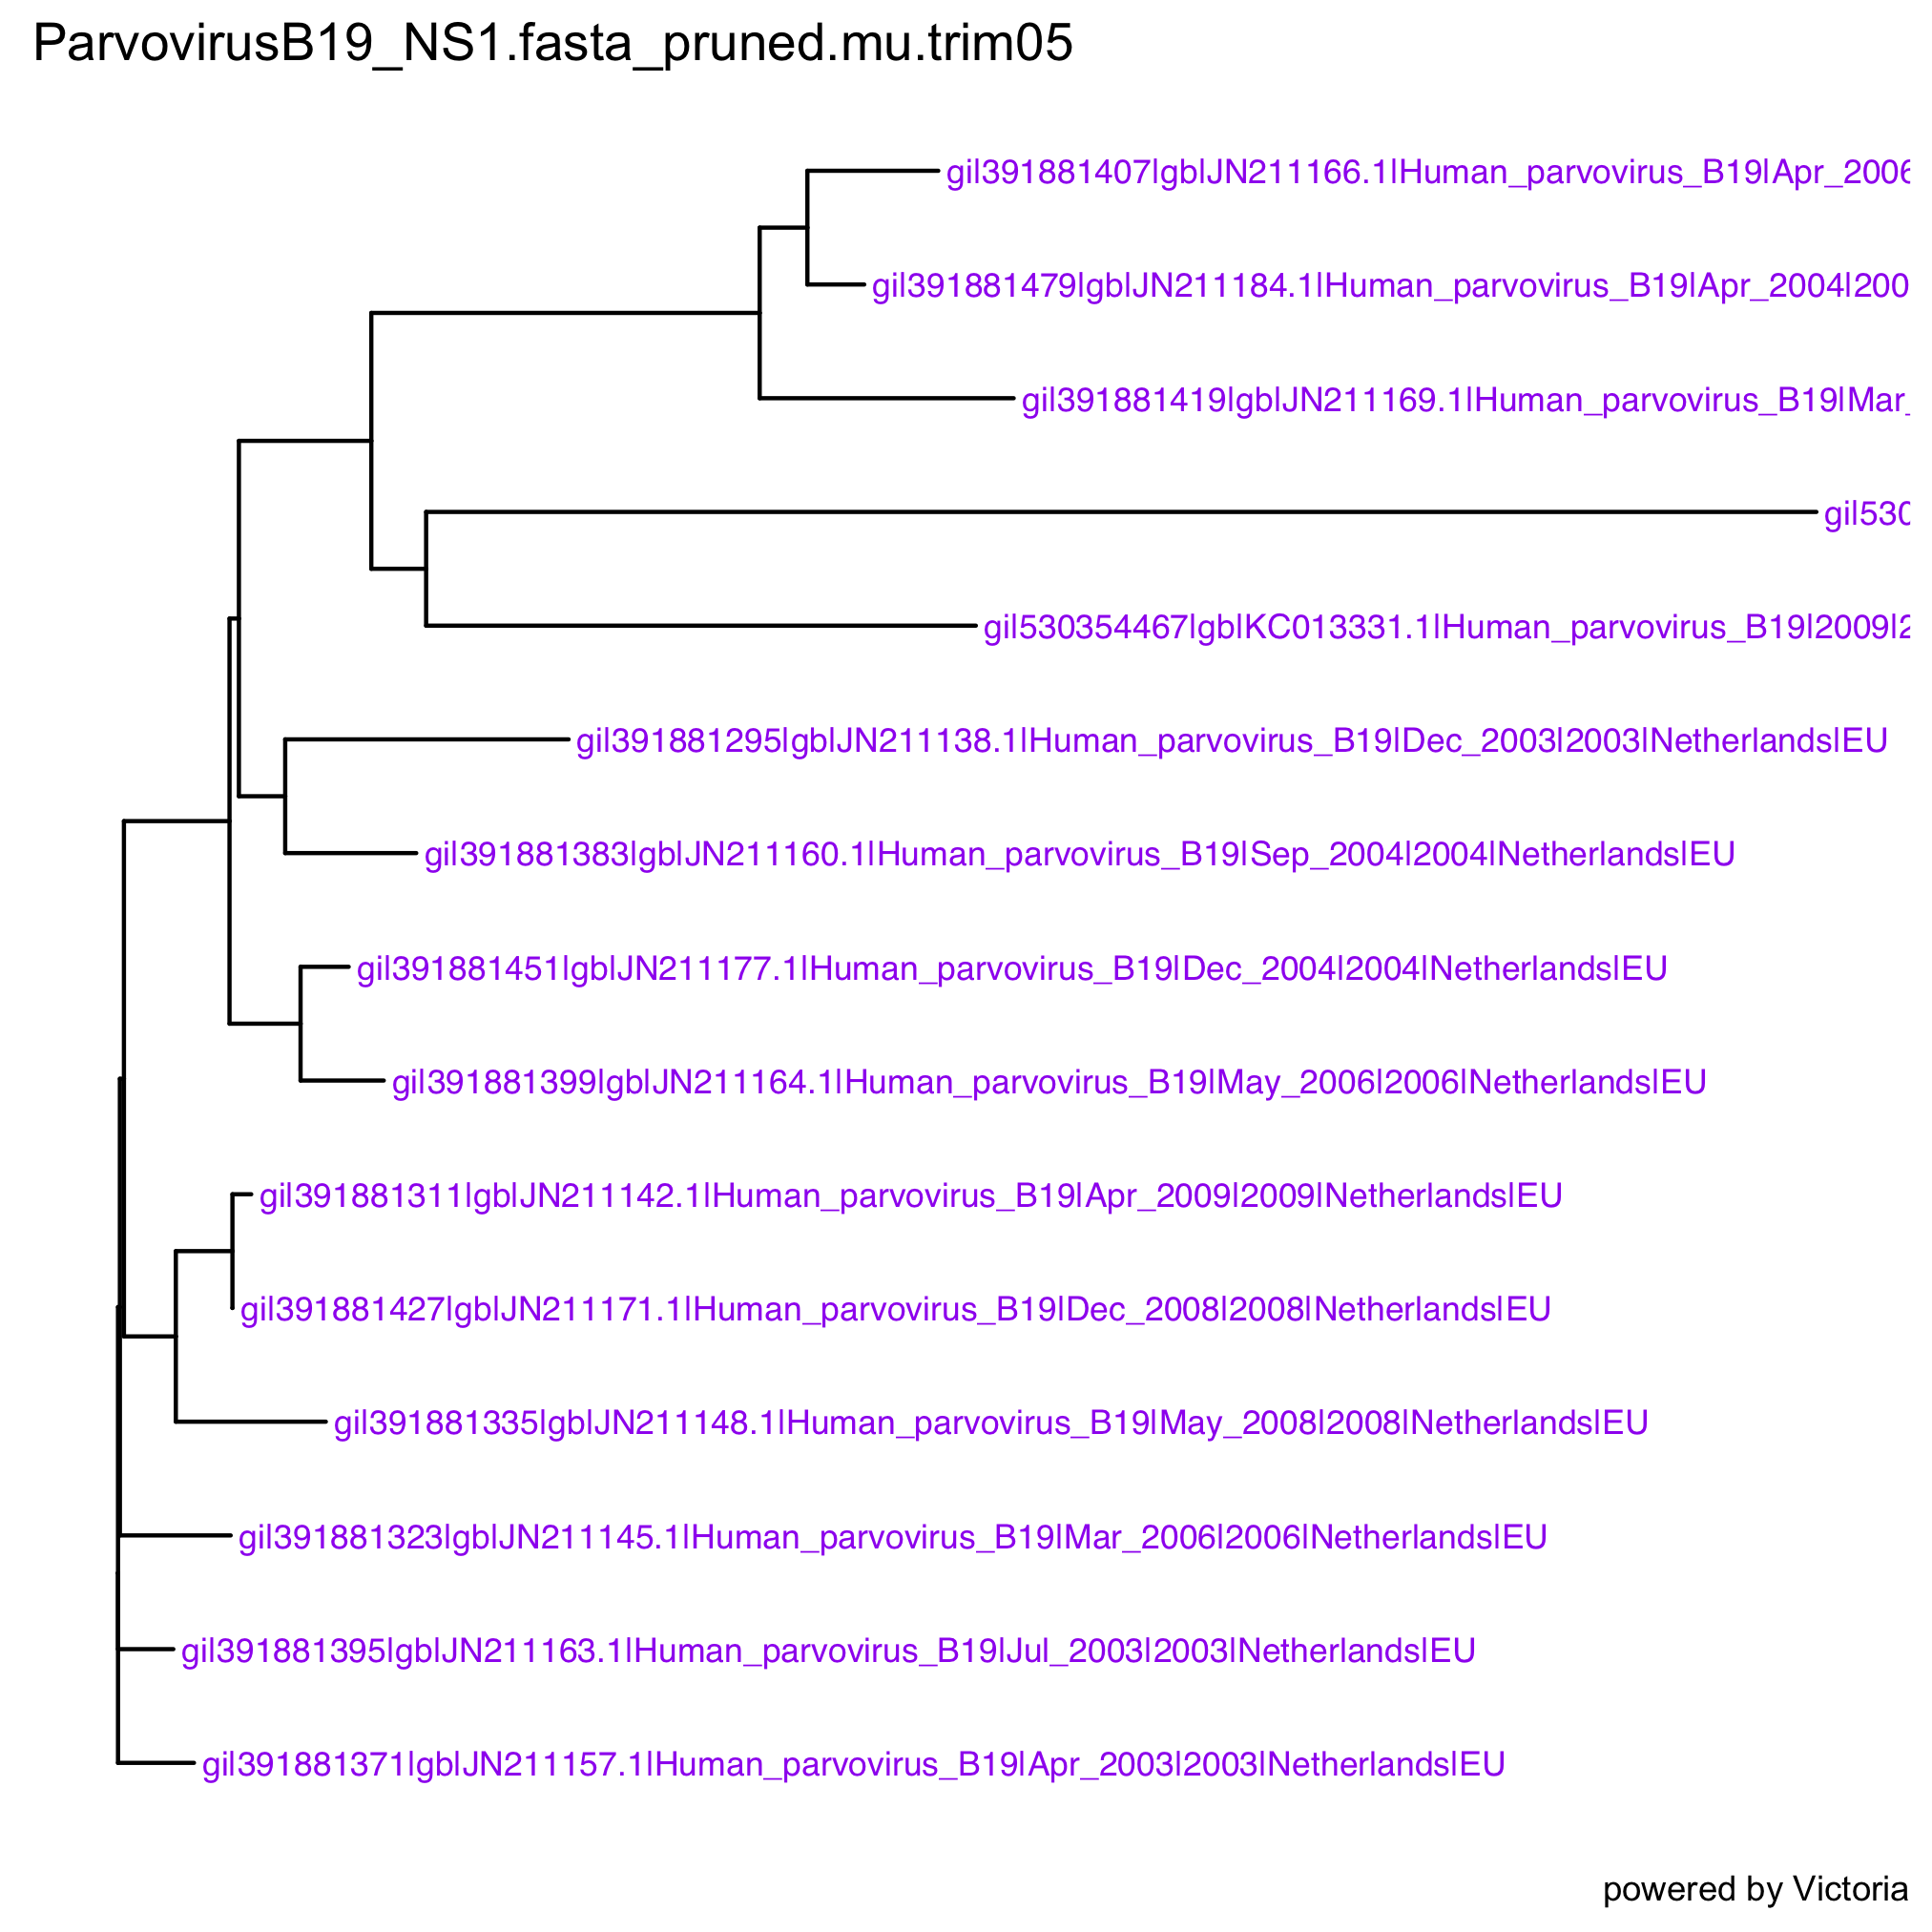 ParvovirusB19_NS1.fasta_pruned.mu.trim05
gi|391881407|gb|JN211166.1|Human_parvovirus_B19|Apr_2006
gi|391881479|gb|JN211184.1|Human_parvovirus_B19|Apr_2004|200
gi|391881419|gb|JN211169.1|Human_parvovirus_B19|Mar_
gi|530
gi|530354467|gb|KC013331.1|Human_parvovirus_B19|2009|2
gi|391881295|gb|JN211138.1|Human_parvovirus_B19|Dec_2003|2003|Netherlands|EU
gi|391881383|gb|JN211160.1|Human_parvovirus_B19|Sep_2004|2004|Netherlands|EU
gi|391881451|gb|JN211177.1|Human_parvovirus_B19|Dec_2004|2004|Netherlands|EU
gi|391881399|gb|JN211164.1|Human_parvovirus_B19|May_2006|2006|Netherlands|EU
gi|391881311|gb|JN211142.1|Human_parvovirus_B19|Apr_2009|2009|Netherlands|EU
gi|391881427|gb|JN211171.1|Human_parvovirus_B19|Dec_2008|2008|Netherlands|EU
gi|391881335|gb|JN211148.1|Human_parvovirus_B19|May_2008|2008|Netherlands|EU
gi|391881323|gb|JN211145.1|Human_parvovirus_B19|Mar_2006|2006|Netherlands|EU
gi|391881395|gb|JN211163.1|Human_parvovirus_B19|Jul_2003|2003|Netherlands|EU
gi|391881371|gb|JN211157.1|Human_parvovirus_B19|Apr_2003|2003|Netherlands|EU
powered by Victoria